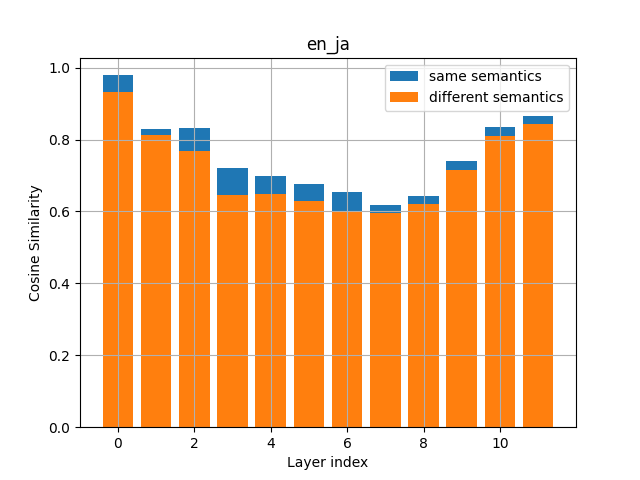 en_ja
same semantics
different semantics
Cosine Similarity
1.0
0.8
0.6
0.4
0.2
0.0
0 2 4 6 8 10
Layer index